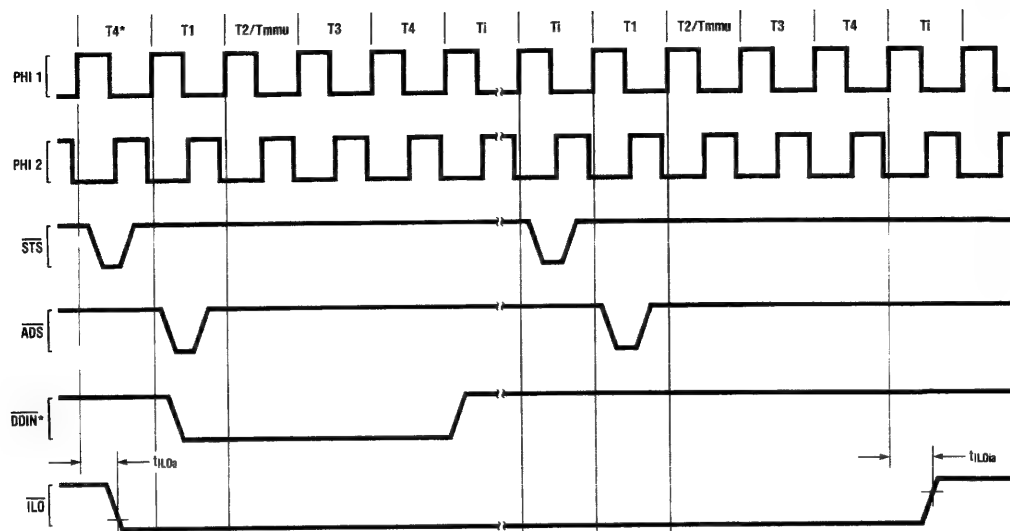 T4* T1 T2/Tmmu T3 T4 Ti Ti T1 T2/Tmmu T3 T4 Ti
PHI 1
PHI 2
STS
ADS
DDIN*
tILOa tILOia
ILO